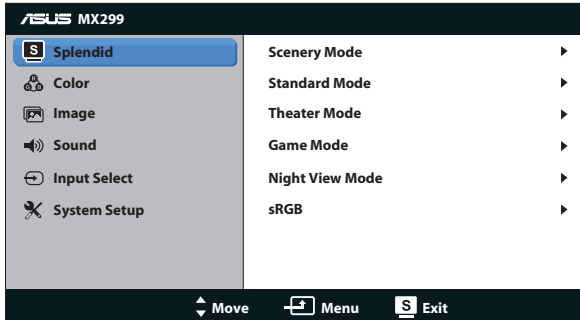 ASUS MX299
S Splendid
Color
Image
Sound
Input Select
System Setup
Scenery Mode
Standard Mode
Theater Mode
Game Mode
Night View Mode
sRGB
Move Menu S Exit